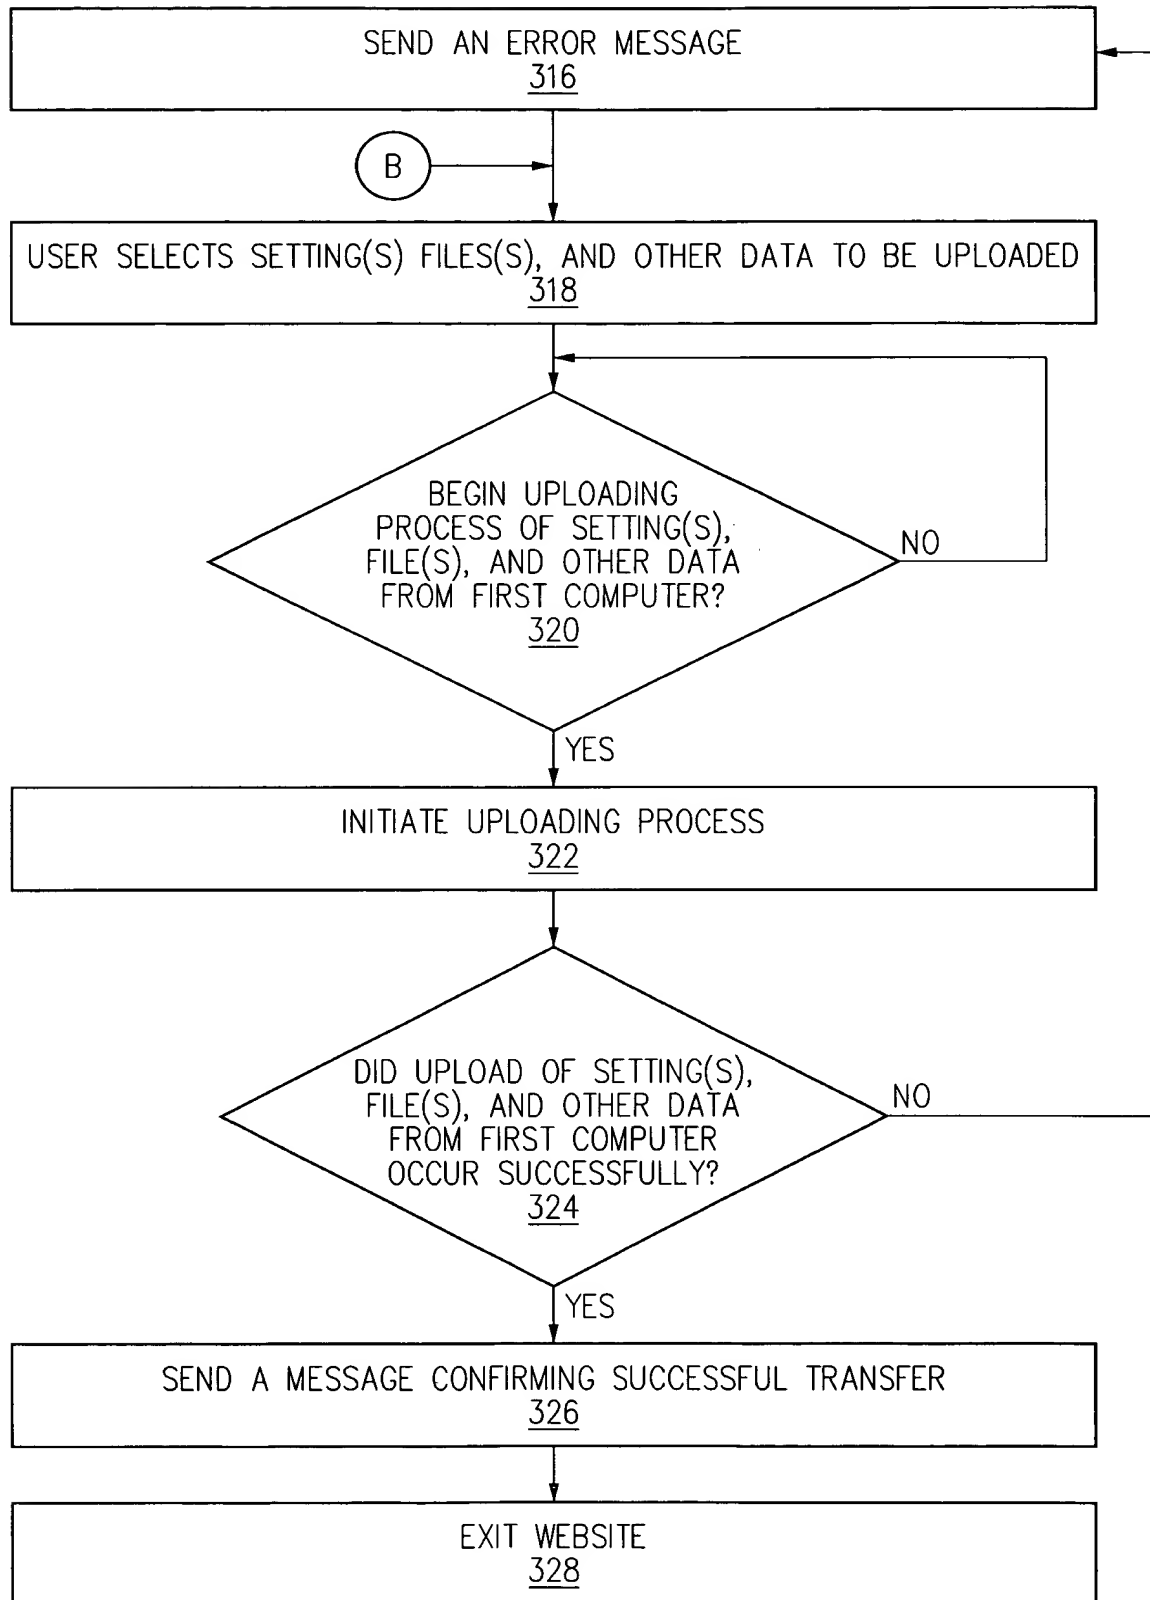 SEND AN ERROR MESSAGE
316
B
USER SELECTS SETTING(S) FILES(S), AND OTHER DATA TO BE UPLOADED
318
BEGIN UPLOADING
PROCESS OF SETTING(S),
FILE(S), AND OTHER DATA
FROM FIRST COMPUTER?
320
NO
YES
INITIATE UPLOADING PROCESS
322
DID UPLOAD OF SETTING(S),
FILE(S), AND OTHER DATA
FROM FIRST COMPUTER
OCCUR SUCCESSFULLY?
324
NO
YES
SEND A MESSAGE CONFIRMING SUCCESSFUL TRANSFER
326
EXIT WEBSITE
328